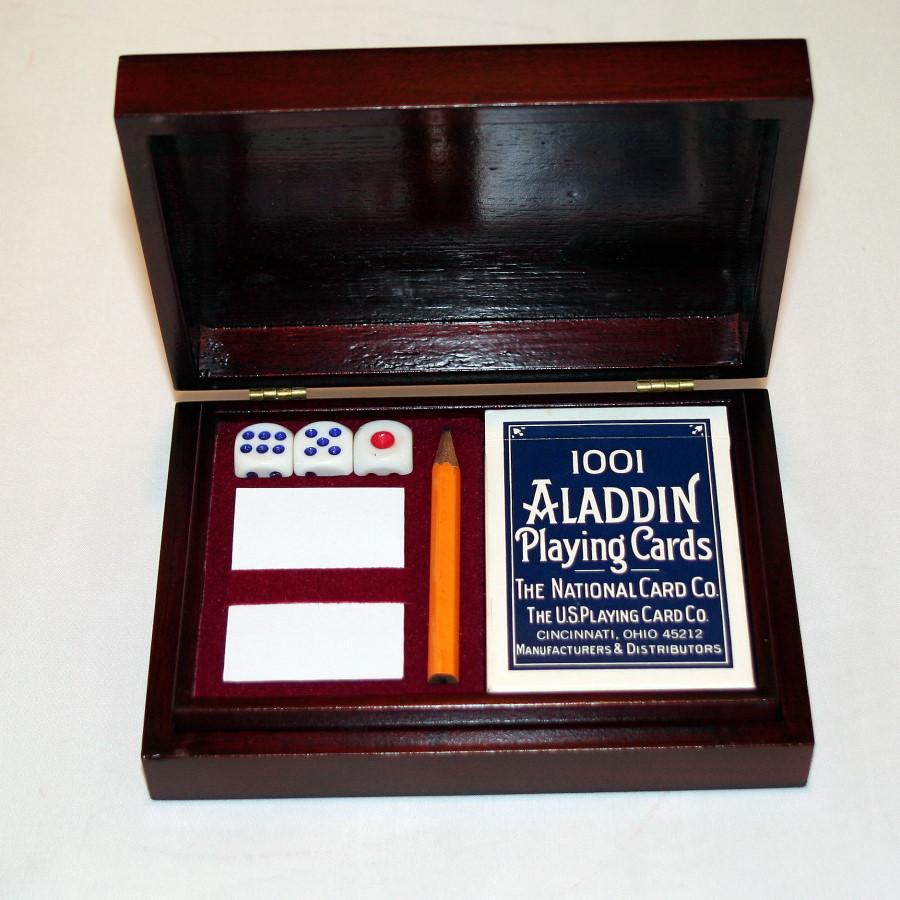 1001
ALADDIN
Playing Cards
THE NATIONAL CARD CO.
THE U.S. PLAYING CARD CO.
CINCINNATI, OHIO 45212
MANUFACTURERS & DISTRIBUTORS